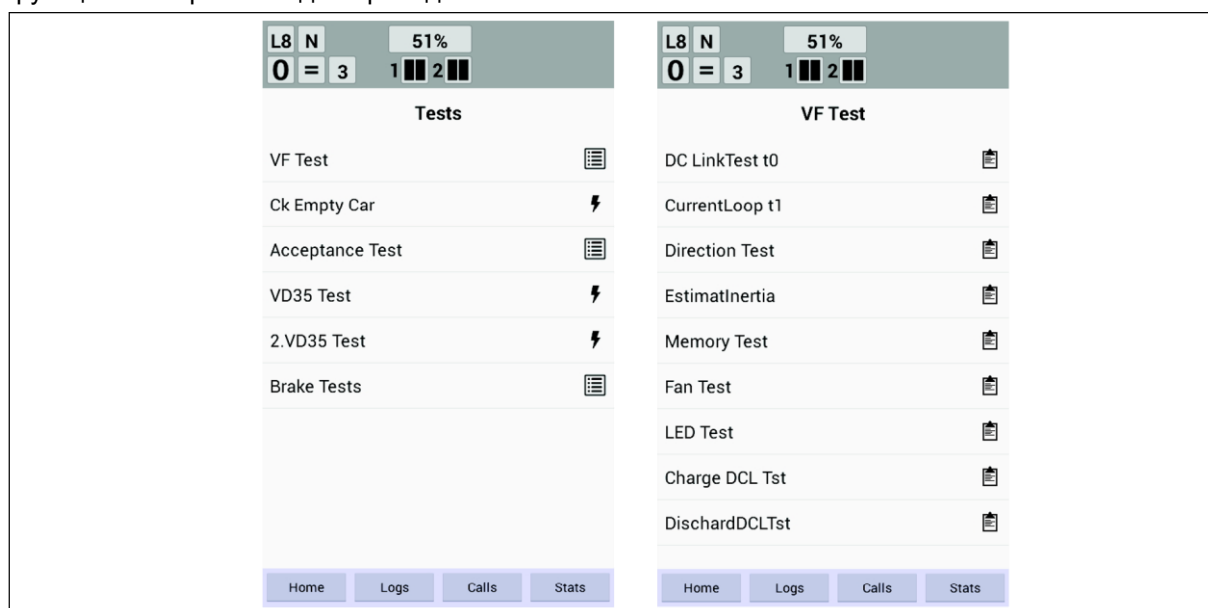 L8 N 51%
0 = 3 1 2
Tests
VF Test
Ck Empty Car
Acceptance Test
VD35 Test
2.VD35 Test
Brake Tests
Home Logs Calls Stats
L8 N 51%
0 = 3 1 2
VF Test
DC LinkTest t0
CurrentLoop t1
Direction Test
EstimatInertia
Memory Test
Fan Test
LED Test
Charge DCL Tst
DischardDCLTst
Home Logs Calls Stats